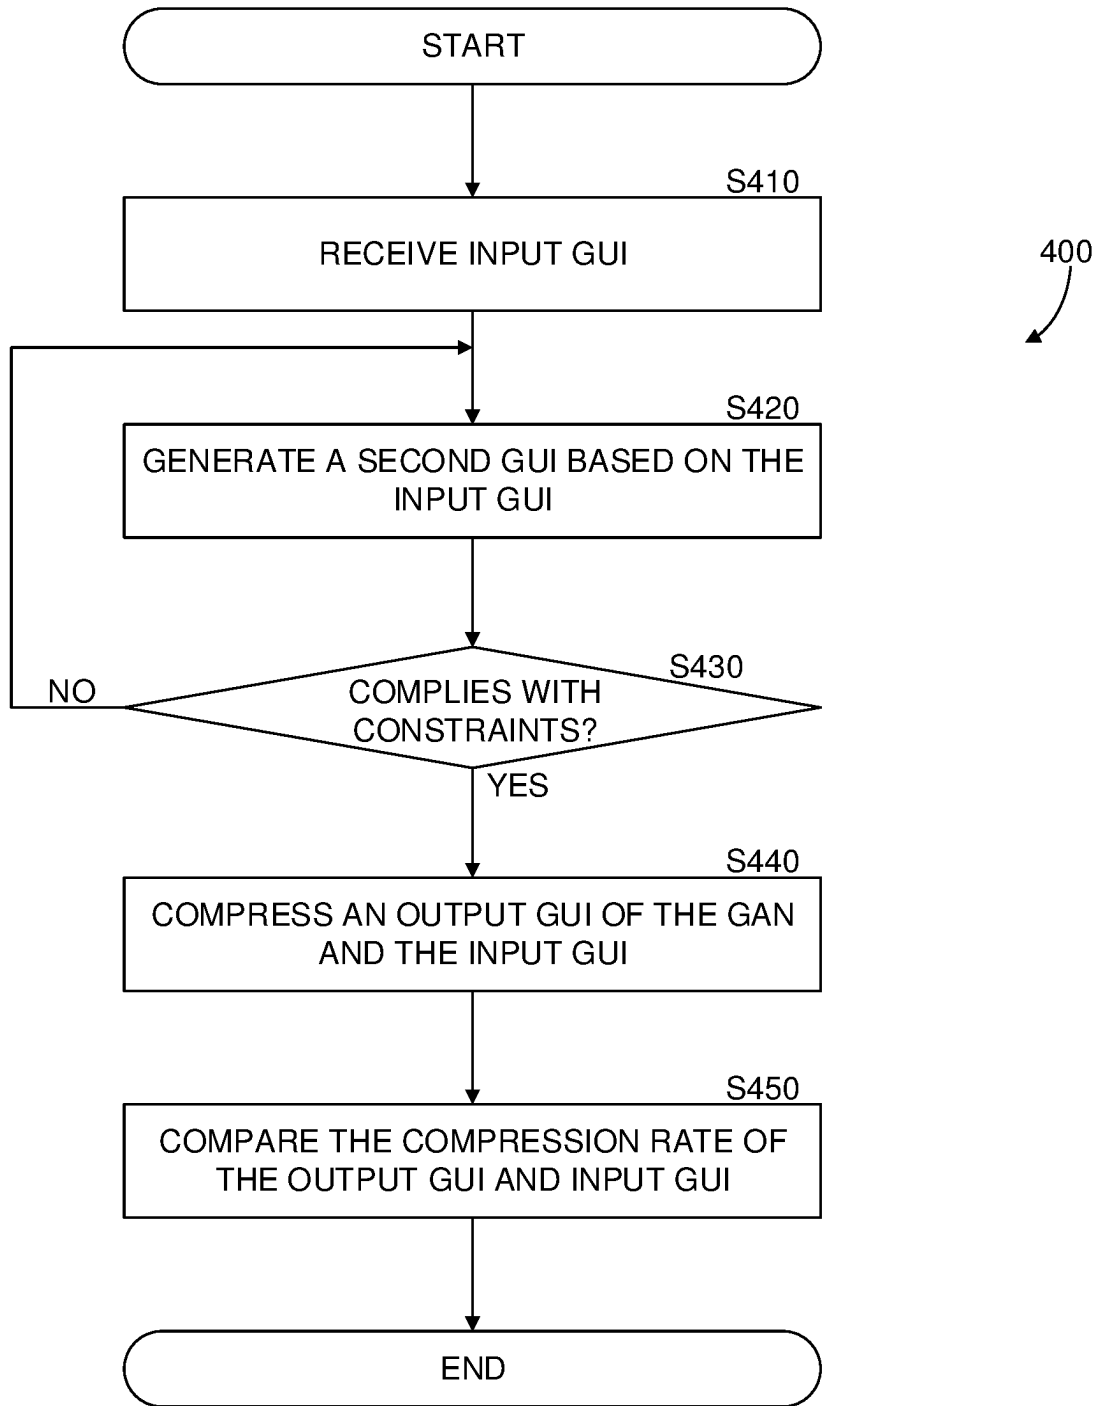 START
S410
RECEIVE INPUT GUI
400
S420
GENERATE A SECOND GUI BASED ON THE
INPUT GUI
S430
NO
COMPLIES WITH
CONSTRAINTS?
YES
S440
COMPRESS AN OUTPUT GUI OF THE GAN
AND THE INPUT GUI
S450
COMPARE THE COMPRESSION RATE OF
THE OUTPUT GUI AND INPUT GUI
END